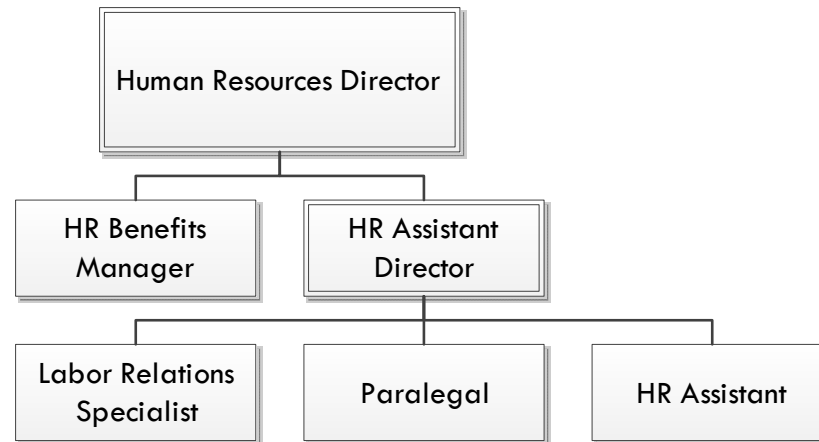 Human Resources Director
HR Benefits
Manager
HR Assistant
Director
Labor Relations
Specialist
Paralegal
HR Assistant